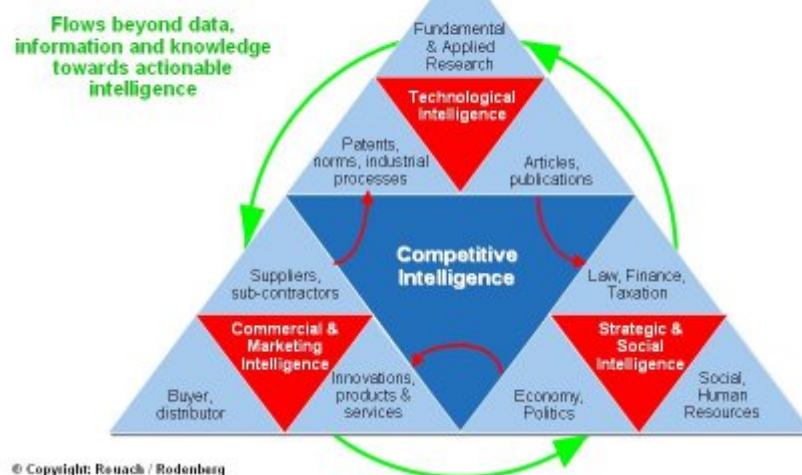 Flows beyond data,
information and knowledge
towards actionable
intelligence
Fundamental
& Applied
Research
Technological
Intelligence
Patents,
norms, industrial
processes
Articles,
publications
Competitive
Intelligence
Suppliers,
sub-contractors
Law, Finance,
Taxation
Commercial &
Marketing
Intelligence
Strategic &
Social
Intelligence
Buyer,
distributor
Innovations,
products &
services
Economy,
Politics
Social,
Human
Resources
© Copyright: Rouach / Rodenberg